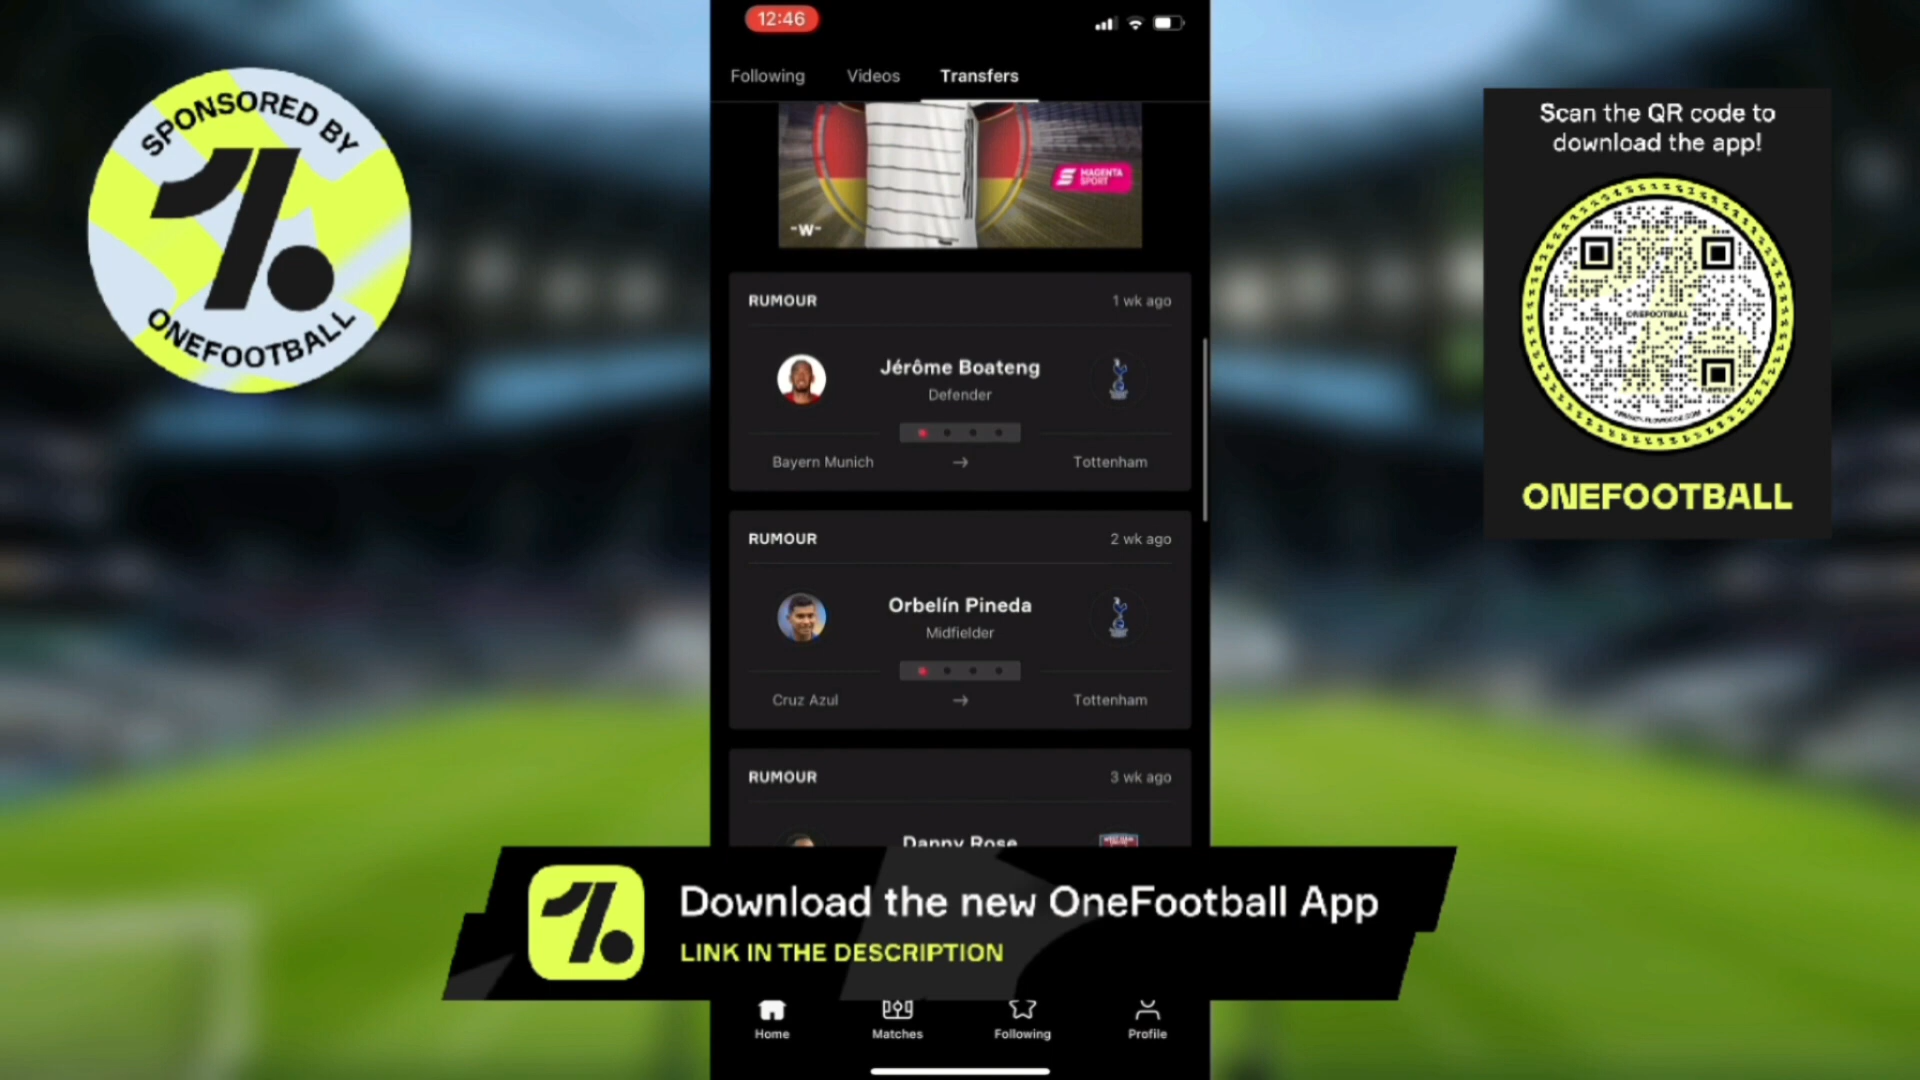 SPONSORED BY
ONEFOOTBALL
12:46
Following Videos Transfers
MAGENTA
SPORT
-W-
RUMOUR 1 wk ago
Jérôme Boateng
Defender
Bayern Munich → Tottenham
RUMOUR 2 wk ago
Orbelín Pineda
Midfielder
Cruz Azul → Tottenham
RUMOUR 3 wk ago
Danny Rose
Scan the QR code to
download the app!
ONEFOOTBALL
ONEFOOTBALL
Download the new OneFootball App
LINK IN THE DESCRIPTION
Home Matches Following Profile